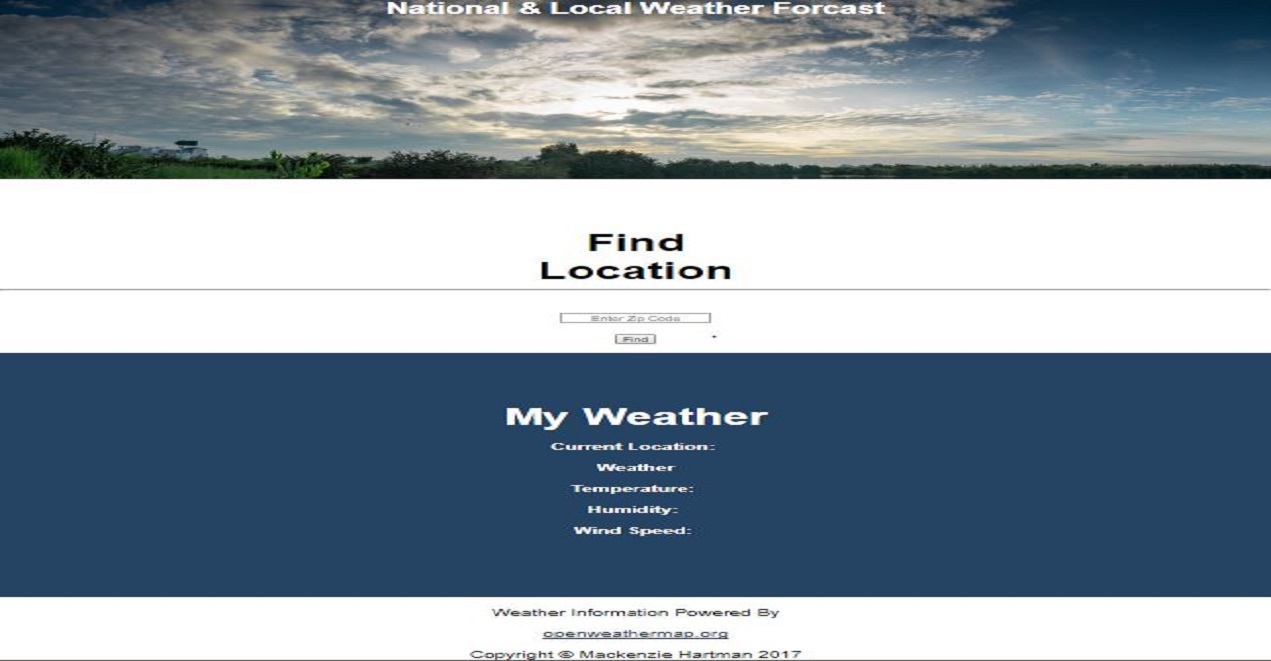 National & Local Weather Forcast
Find
Location
Enter Zip Code
Find
My Weather
Current Location:
Weather
Temperature:
Humidity:
Wind Speed:
Weather Information Powered By
openweathermap.org
Copyright © Mackenzie Hartman 2017